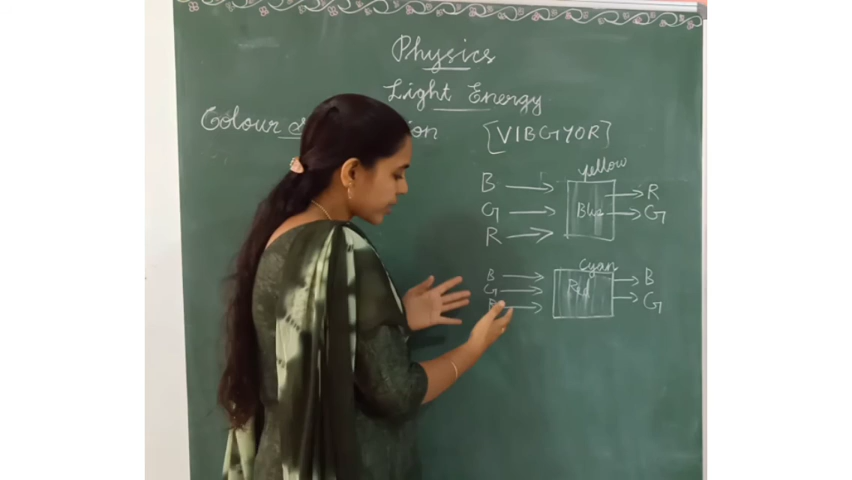 Physics
Light Energy
Colour
[VIBGYOR]
yellow
B → Blue → R
G → → G
R →
Cyan
B → Red → B
G → → G
→